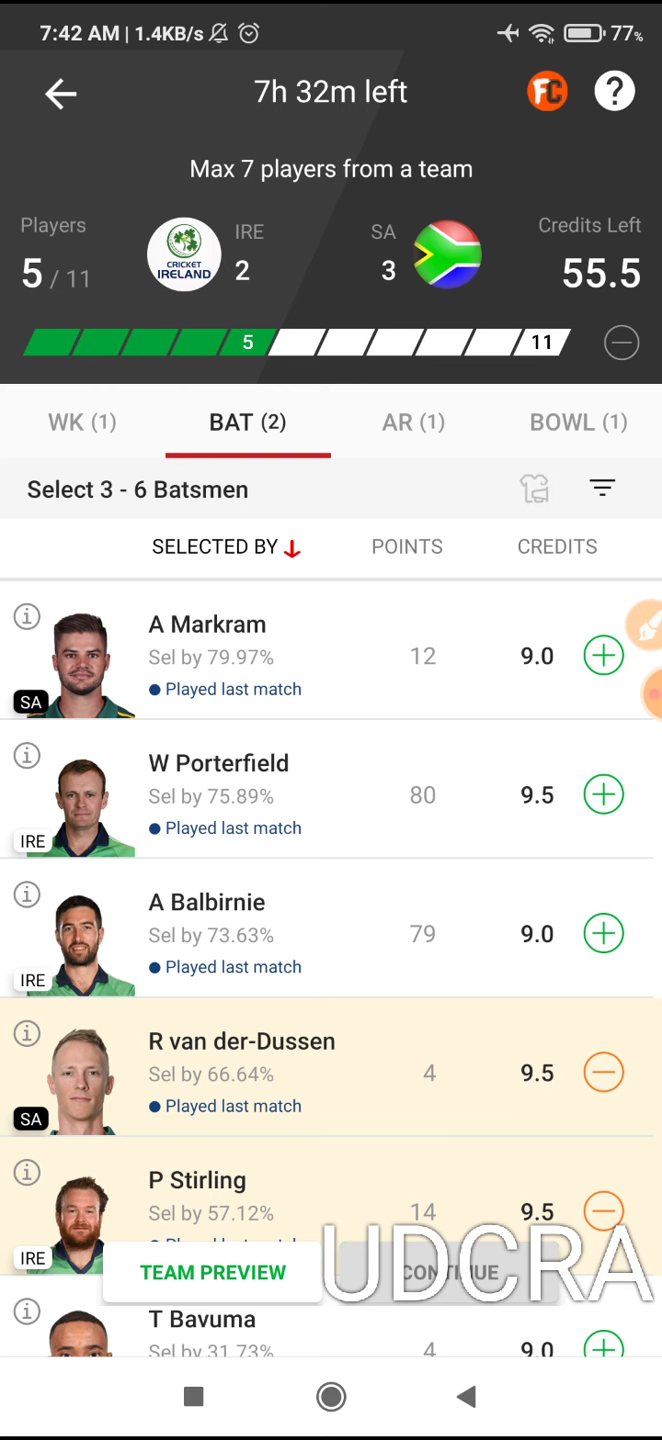 7:42 AM | 1.4KB/s
77%
7h 32m left
FC
?
Max 7 players from a team
Players
5 / 11
CRICKET
IRELAND
IRE
2
SA
3
Credits Left
55.5
5
11
WK (1)
BAT (2)
AR (1)
BOWL (1)
Select 3 - 6 Batsmen
SELECTED BY
POINTS
CREDITS
A Markram
Sel by 79.97%
12
9.0
Played last match
SA
W Porterfield
Sel by 75.89%
80
9.5
Played last match
IRE
A Balbirnie
Sel by 73.63%
79
9.0
Played last match
IRE
R van der-Dussen
Sel by 66.64%
4
9.5
Played last match
SA
P Stirling
Sel by 57.12%
14
9.5
IRE
TEAM PREVIEW
CONTINUE
UDCRA
T Bavuma
Sel by 31.73%
4
9.0